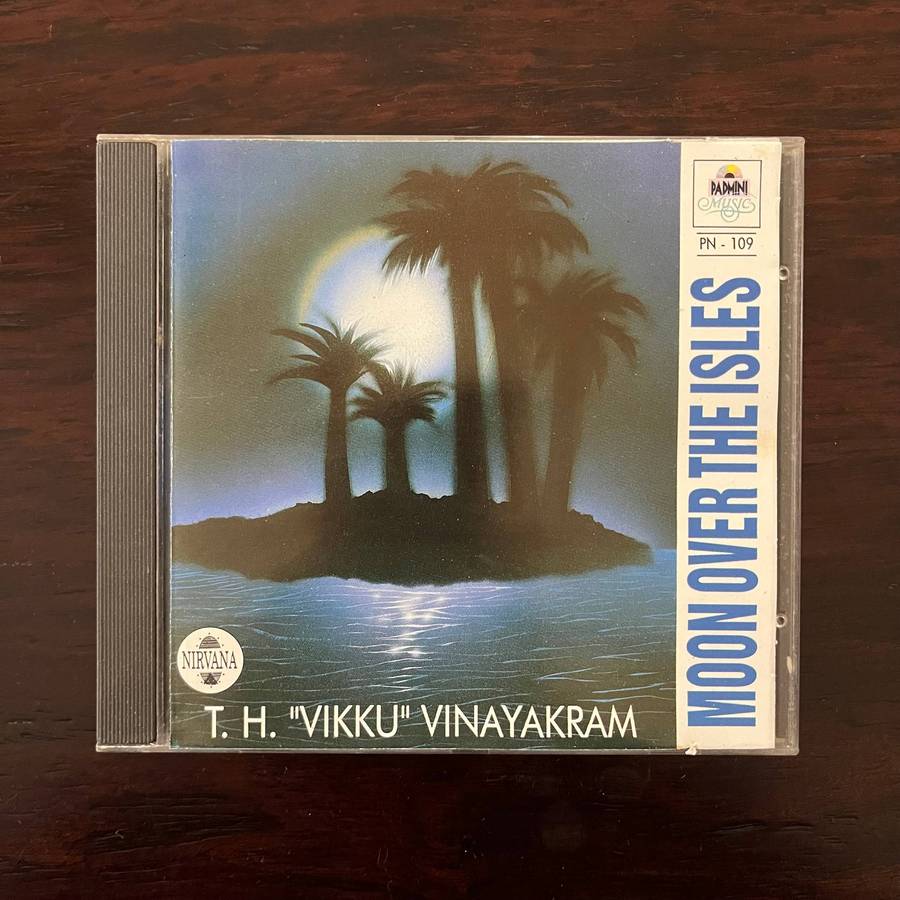 PADMINI
MUSIC
PN - 109
MOON OVER THE ISLES
NIRVANA
T. H. "VIKKU" VINAYAKRAM